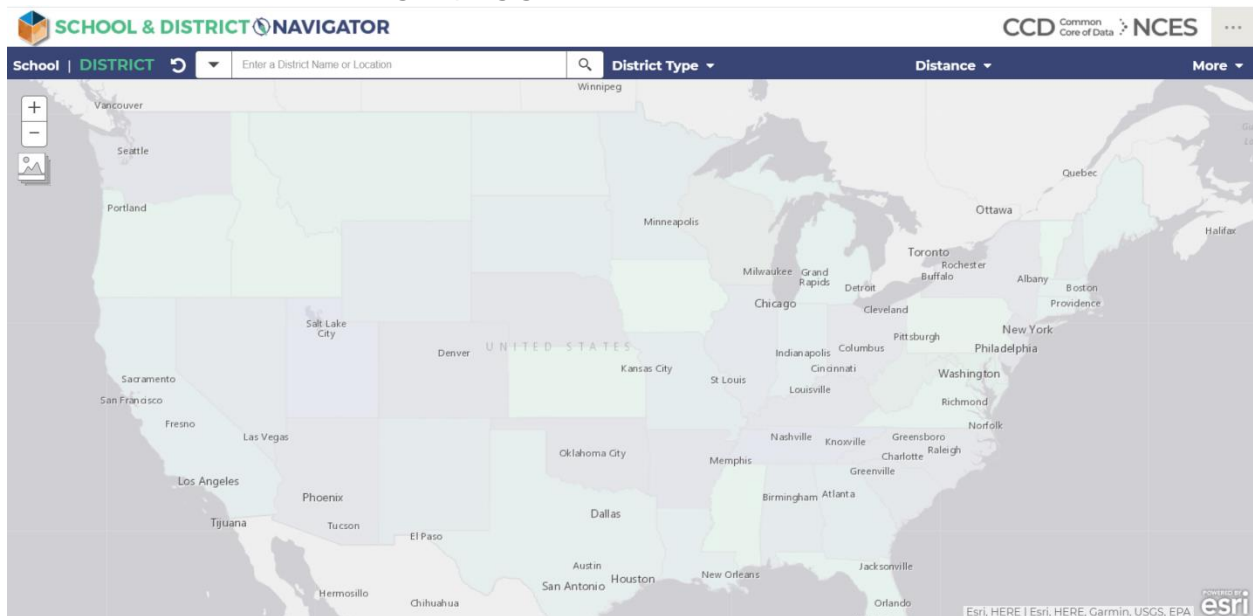 SCHOOL & DISTRICT NAVIGATOR
CCD Common Core of Data NCES
School | DISTRICT
Enter a District Name or Location
District Type
Distance
More
Winnipeg
Vancouver
Seattle
Quebec
Portland
Ottawa
Minneapolis
Halifax
Toronto
Rochester
Buffalo
Milwaukee
Grand Rapids
Detroit
Albany
Boston
Providence
Chicago
Cleveland
Salt Lake City
New York
Pittsburgh
Philadelphia
Denver
UNITED STATES
Indianapolis
Columbus
Kansas City
Cincinnati
Washington
Sacramento
St Louis
Louisville
San Francisco
Richmond
Fresno
Norfolk
Las Vegas
Nashville
Knoxville
Greensboro
Raleigh
Charlotte
Oklahoma City
Memphis
Greenville
Los Angeles
Phoenix
Birmingham
Atlanta
Dallas
Tijuana
Tucson
El Paso
Austin
Jacksonville
San Antonio
Houston
New Orleans
Hermosillo
Chihuahua
Orlando
POWERED BY
esri
Esri, HERE | Esri, HERE, Garmin, USGS, EPA